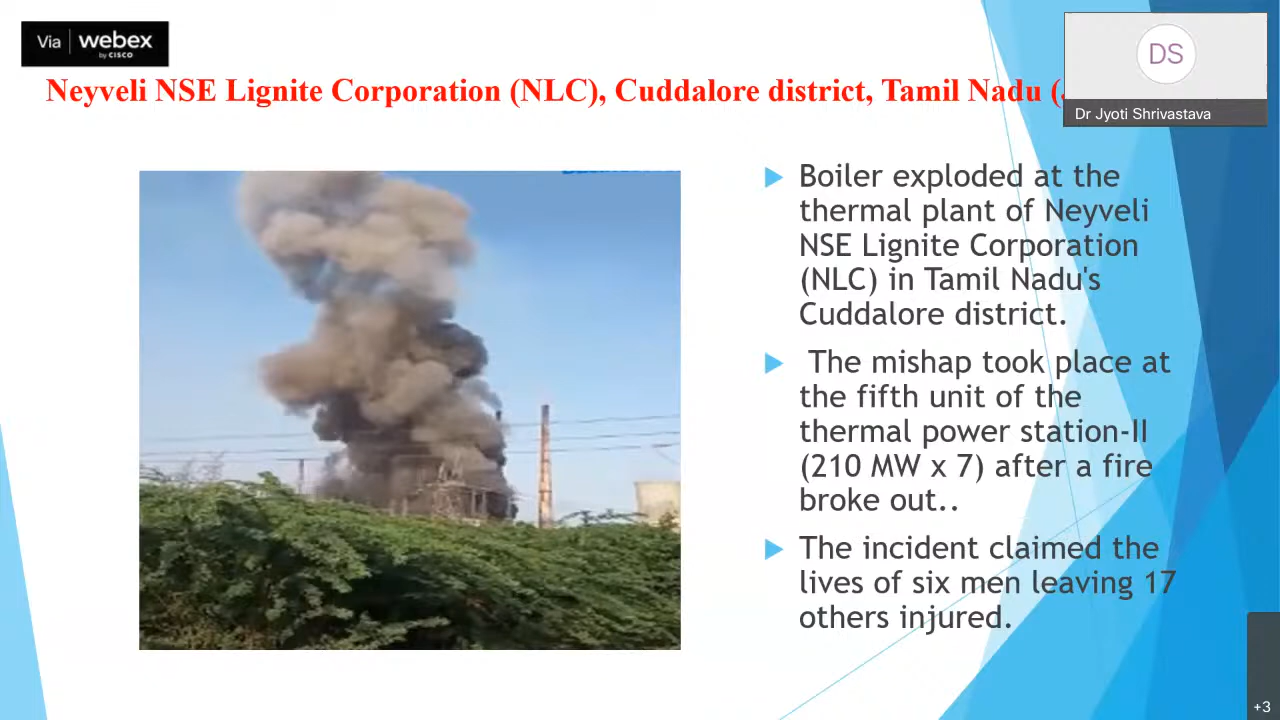 Via webex
by CISCO
Neyveli NSE Lignite Corporation (NLC), Cuddalore district, Tamil Nadu (
DS
Dr Jyoti Shrivastava
Boiler exploded at the
thermal plant of Neyveli
NSE Lignite Corporation
(NLC) in Tamil Nadu's
Cuddalore district.
The mishap took place at
the fifth unit of the
thermal power station-II
(210 MW x 7) after a fire
broke out..
The incident claimed the
lives of six men leaving 17
others injured.
+3